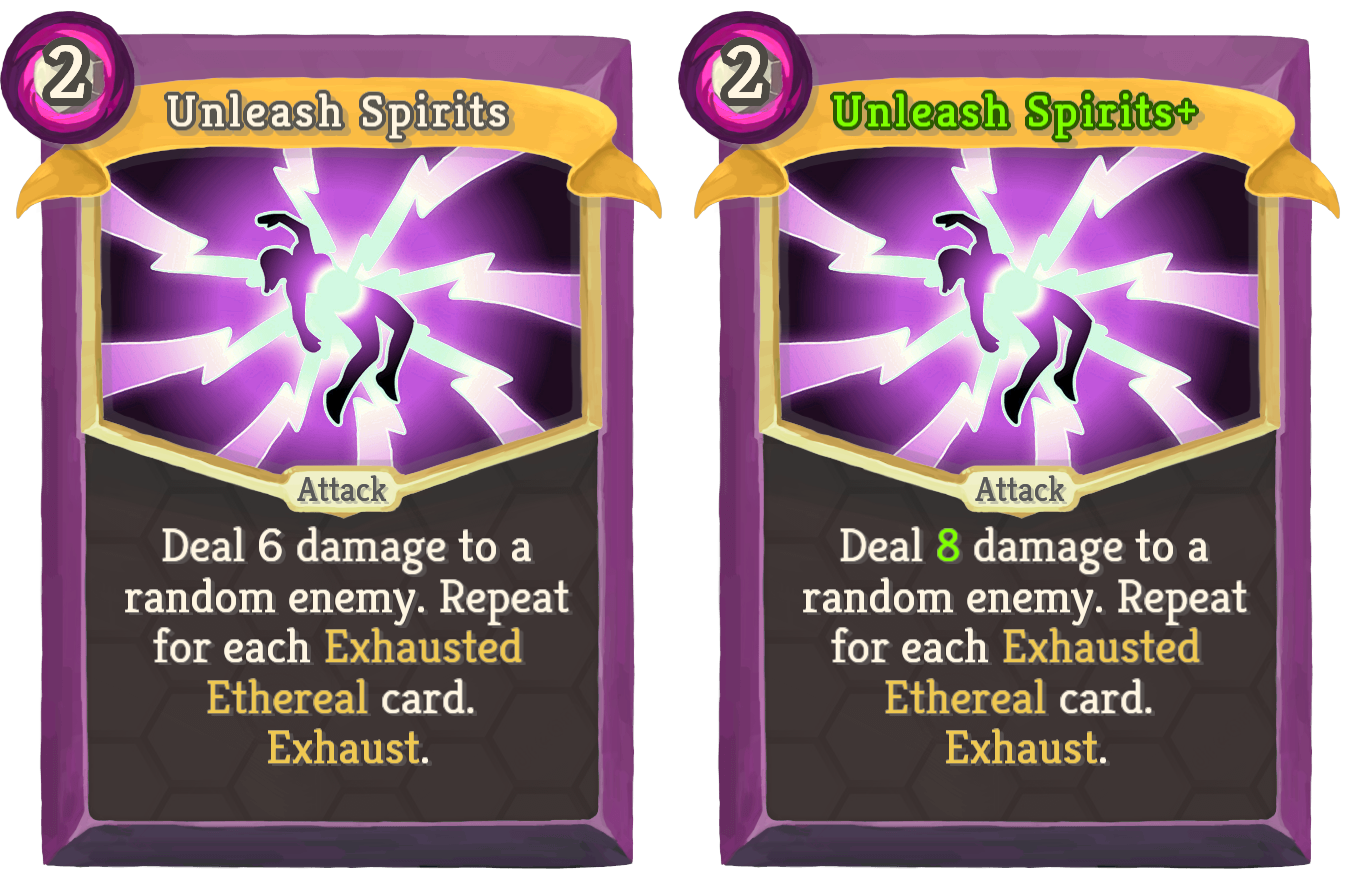 2
Unleash Spirits
Attack
Deal 6 damage to a
random enemy. Repeat
for each Exhausted
Ethereal card.
Exhaust.
2
Unleash Spirits+
Attack
Deal 8 damage to a
random enemy. Repeat
for each Exhausted
Ethereal card.
Exhaust.